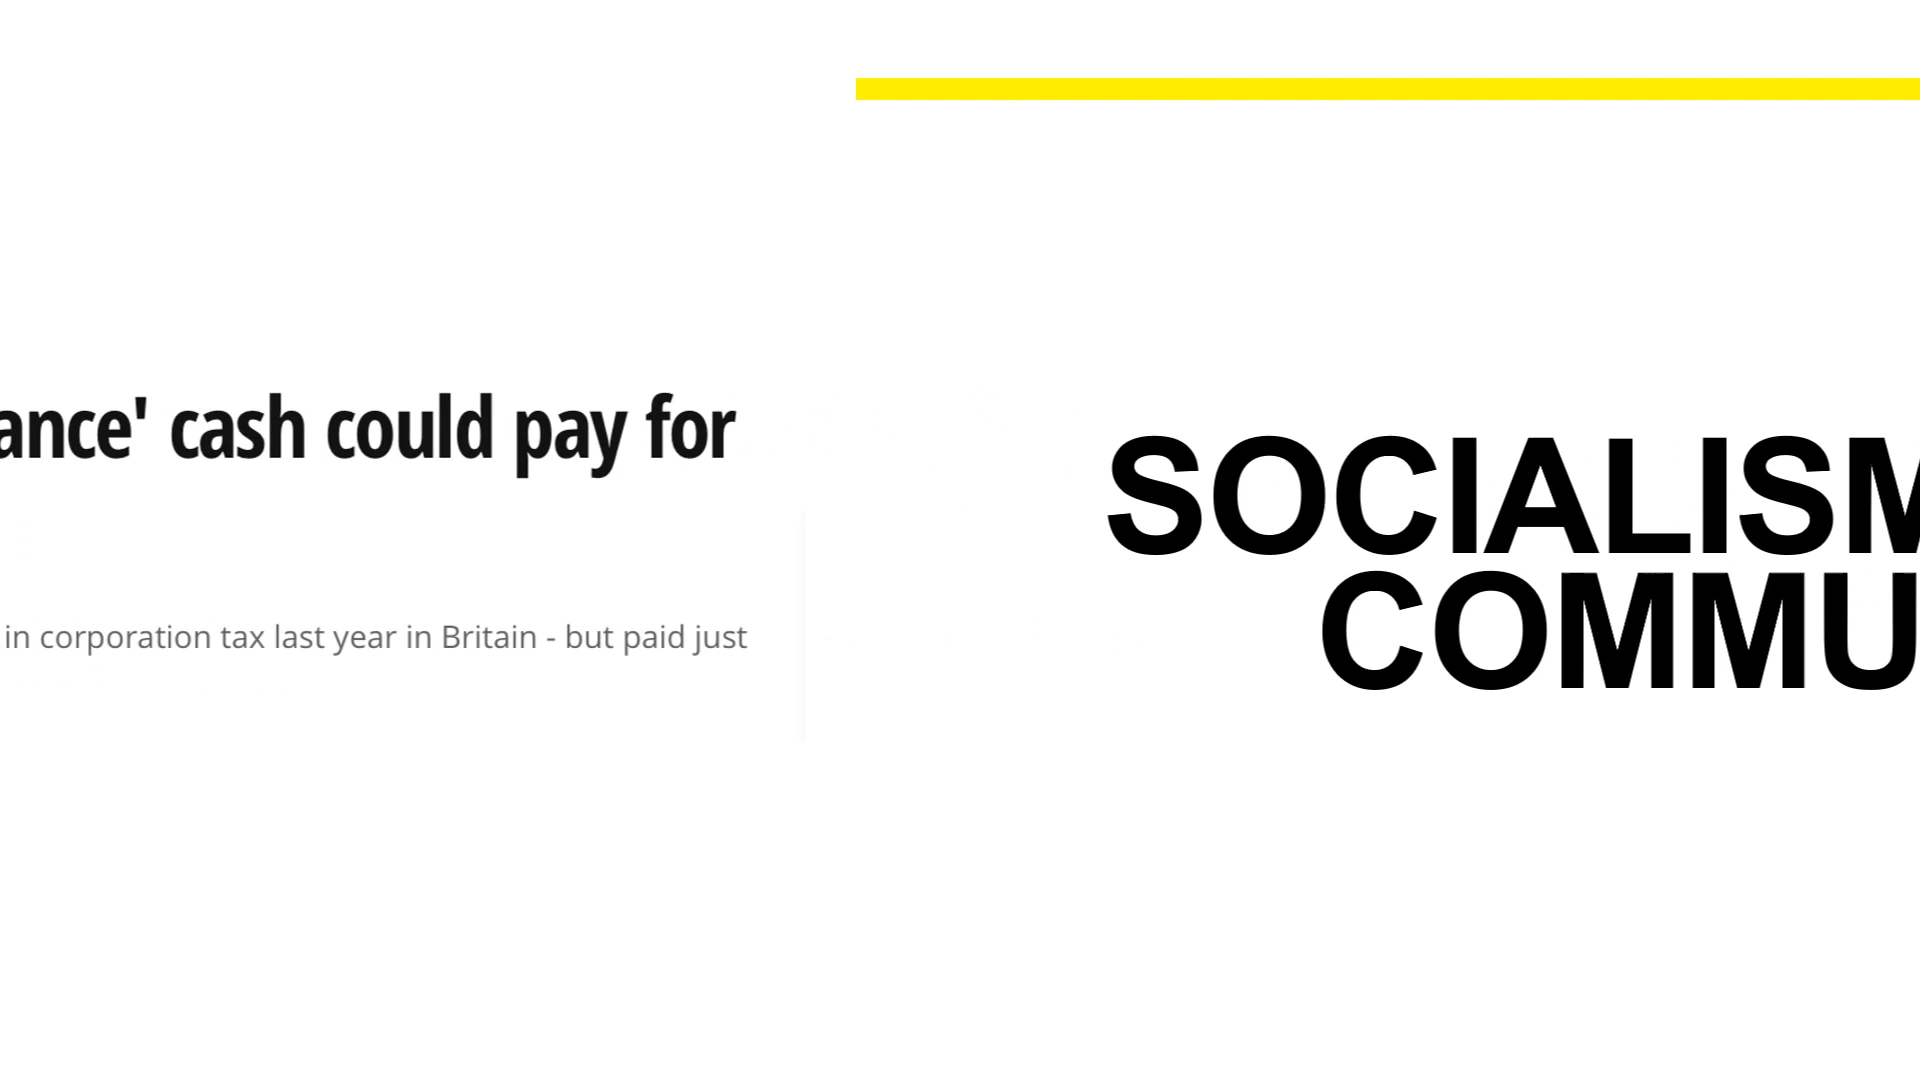 ance' cash could pay for
in corporation tax last year in Britain - but paid just
SOCIALISM
COMMU